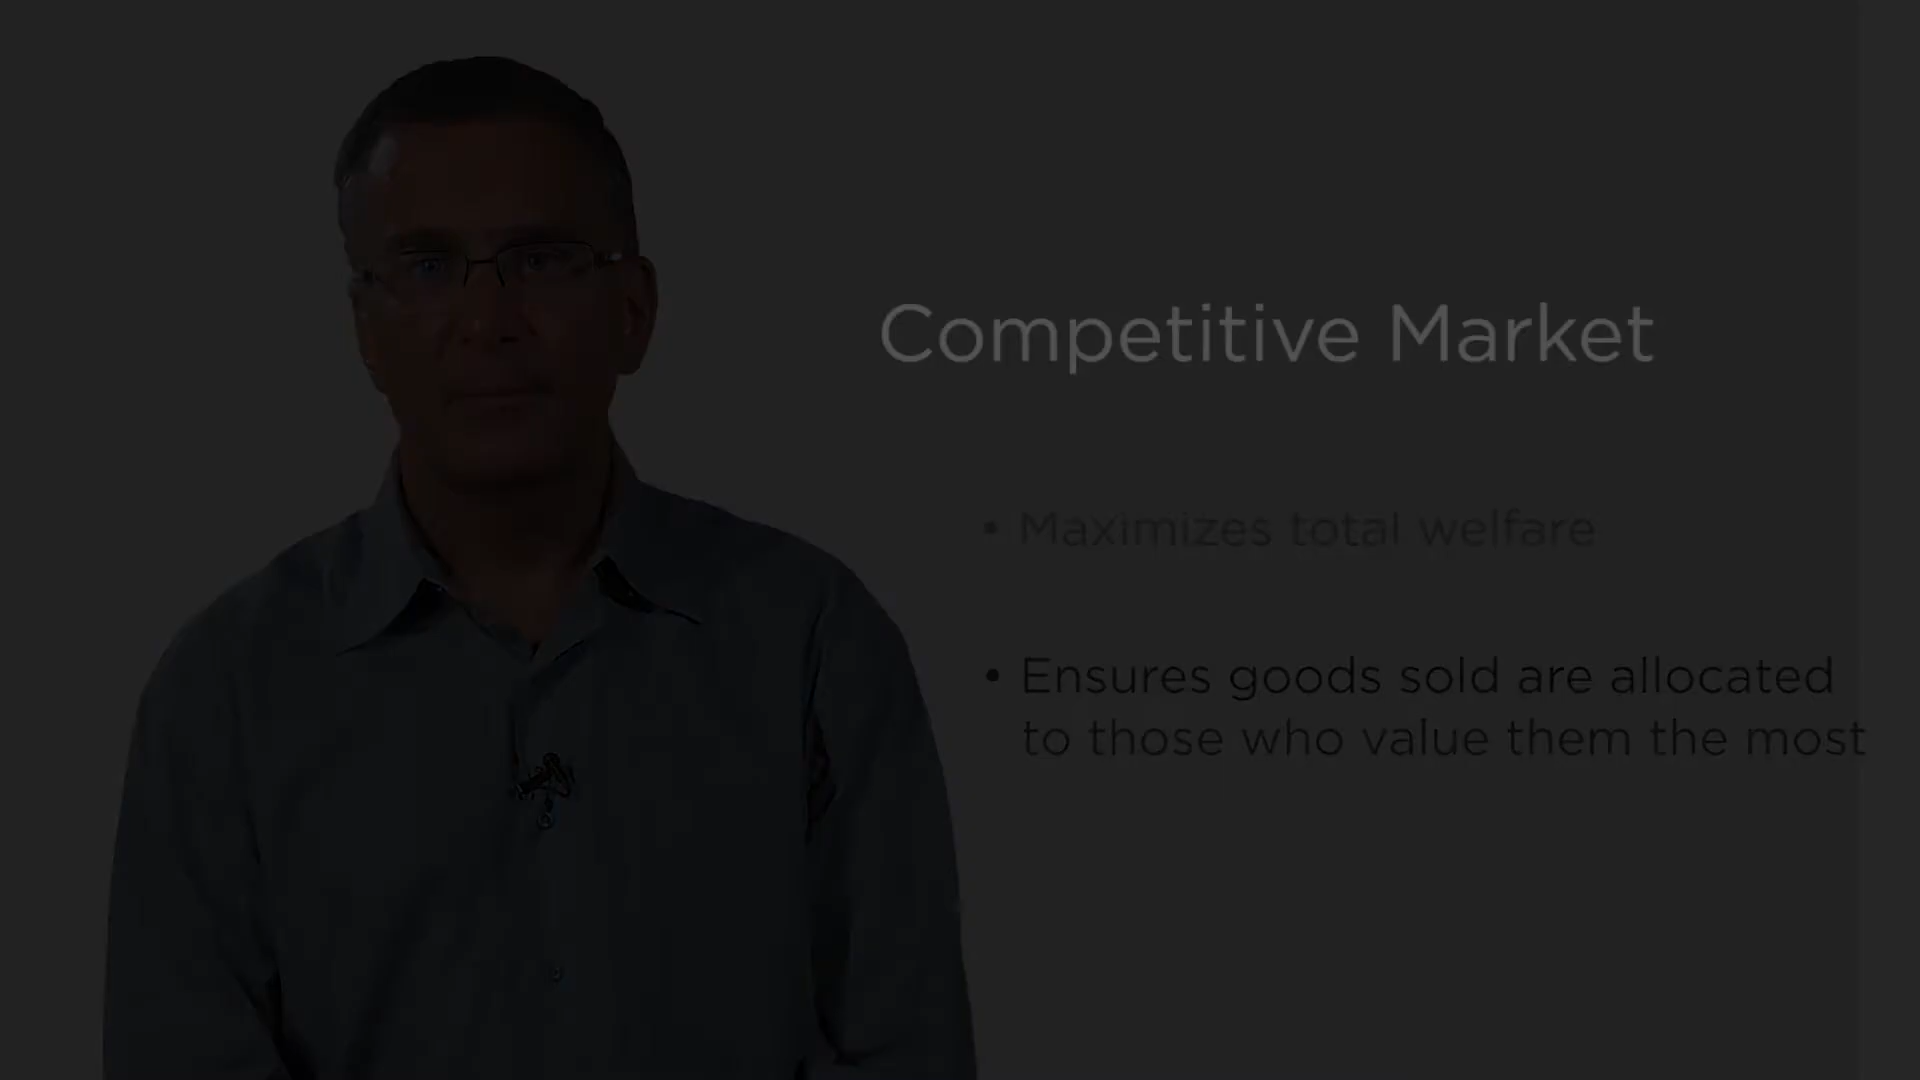 Competitive Market
• Maximizes total welfare
• Ensures goods sold are allocated
to those who value them the most